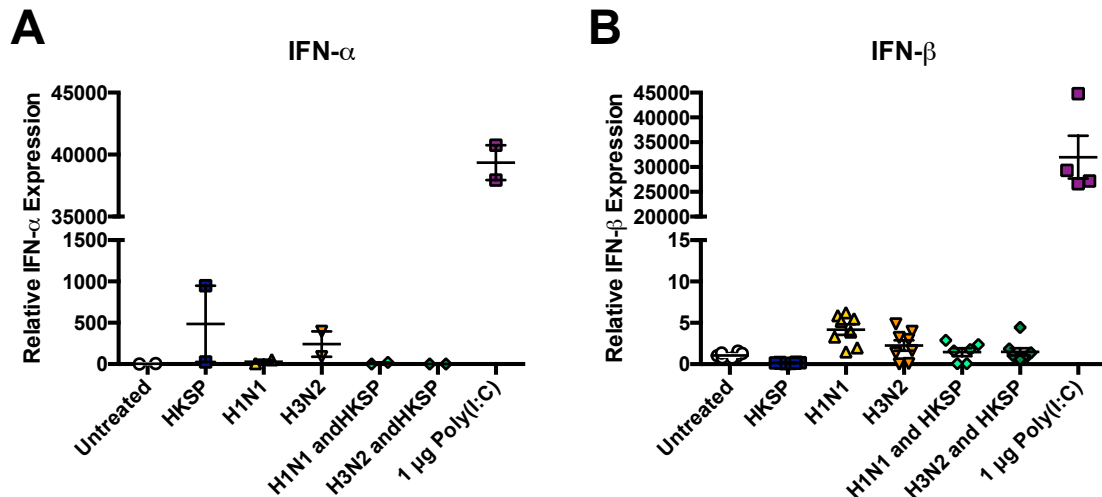 A
B
IFN-α
IFN-β
Relative IFN-α Expression
45000
40000
35000
1500
1000
500
0
Untreated
HKSP
H1N1
H3N2
H1N1 andHKSP
H3N2 andHKSP
1 µg Poly(I:C)
Relative IFN-β Expression
45000
40000
35000
30000
25000
20000
15
10
5
0
Untreated
HKSP
H1N1
H3N2
H1N1 and HKSP
H3N2 and HKSP
1 µg Poly(I:C)